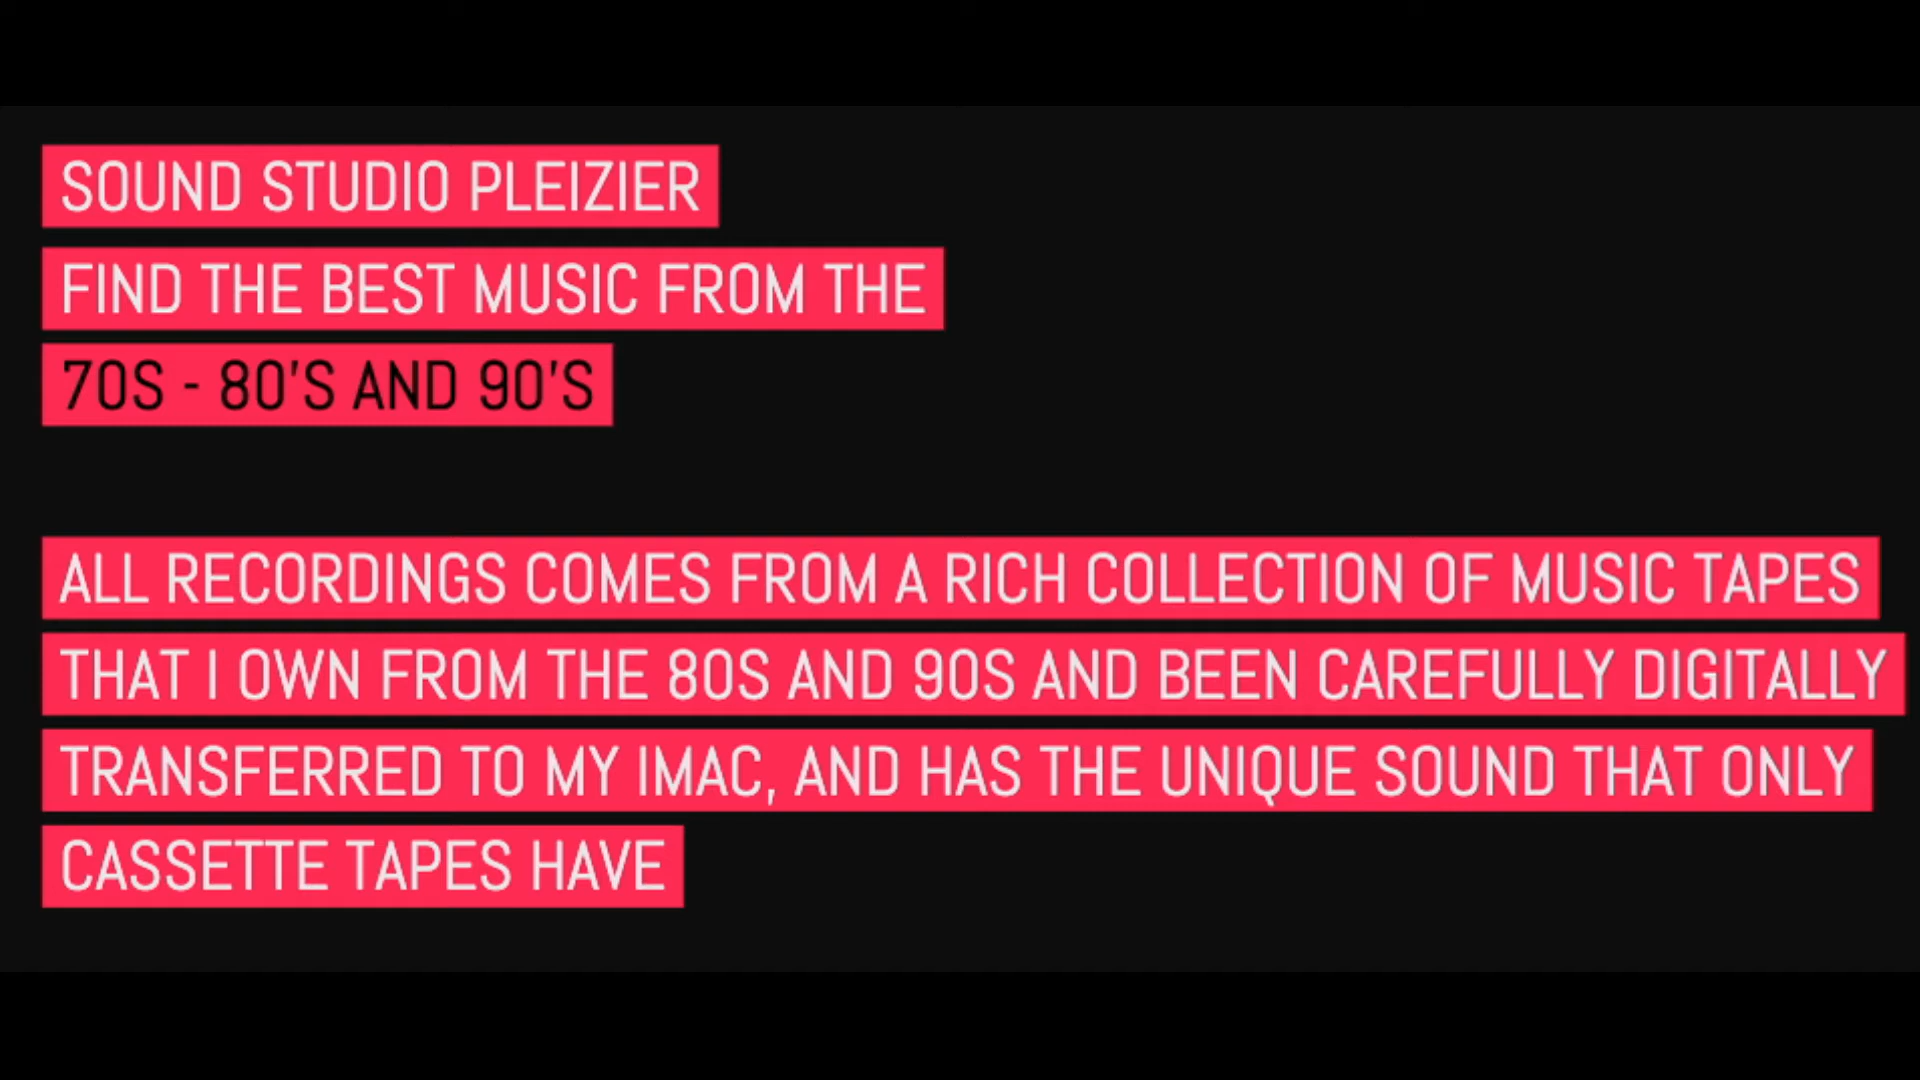 SOUND STUDIO PLEIZIER
FIND THE BEST MUSIC FROM THE
70S - 80'S AND 90'S
ALL RECORDINGS COMES FROM A RICH COLLECTION OF MUSIC TAPES
THAT I OWN FROM THE 80S AND 90S AND BEEN CAREFULLY DIGITALLY
TRANSFERRED TO MY IMAC, AND HAS THE UNIQUE SOUND THAT ONLY
CASSETTE TAPES HAVE